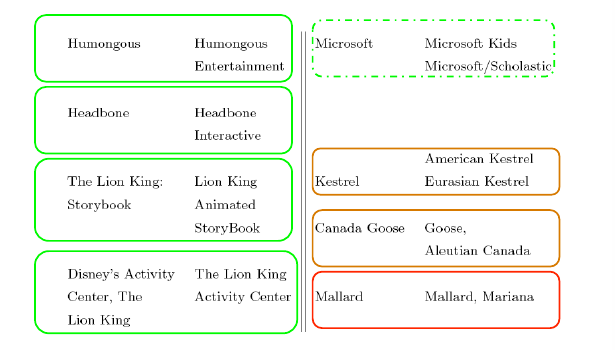 Humongous Humongous
Entertainment
Headbone Headbone
Interactive
The Lion King: Lion King
Storybook Animated
StoryBook
Disney's Activity The Lion King
Center, The Activity Center
Lion King
Microsoft Microsoft Kids
Microsoft/Scholastic
American Kestrel
Kestrel Eurasian Kestrel
Canada Goose Goose,
Aleutian Canada
Mallard Mallard, Mariana